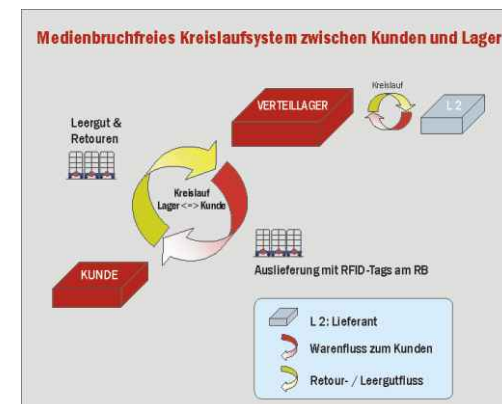 Medienbruchfreies Kreislaufsystem zwischen Kunden und Lager
Kreislauf
VERTEILLAGER
L 2
Leergut &
Retouren
Kreislauf
Lager <=> Kunde
KUNDE
Auslieferung mit RFID-Tags am RB
L 2: Lieferant
Warenfluss zum Kunden
Retour- / Leergutfluss